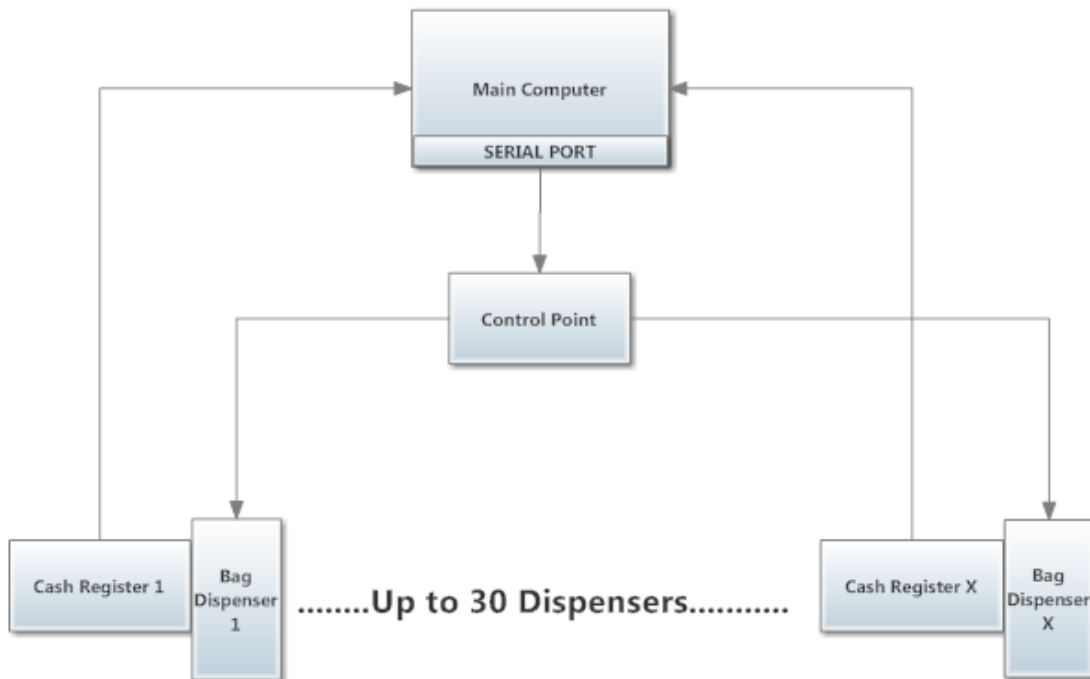 Main Computer
SERIAL PORT
Control Point
Cash Register 1
Bag
Dispenser
1
........Up to 30 Dispensers...........
Cash Register X
Bag
Dispenser
X